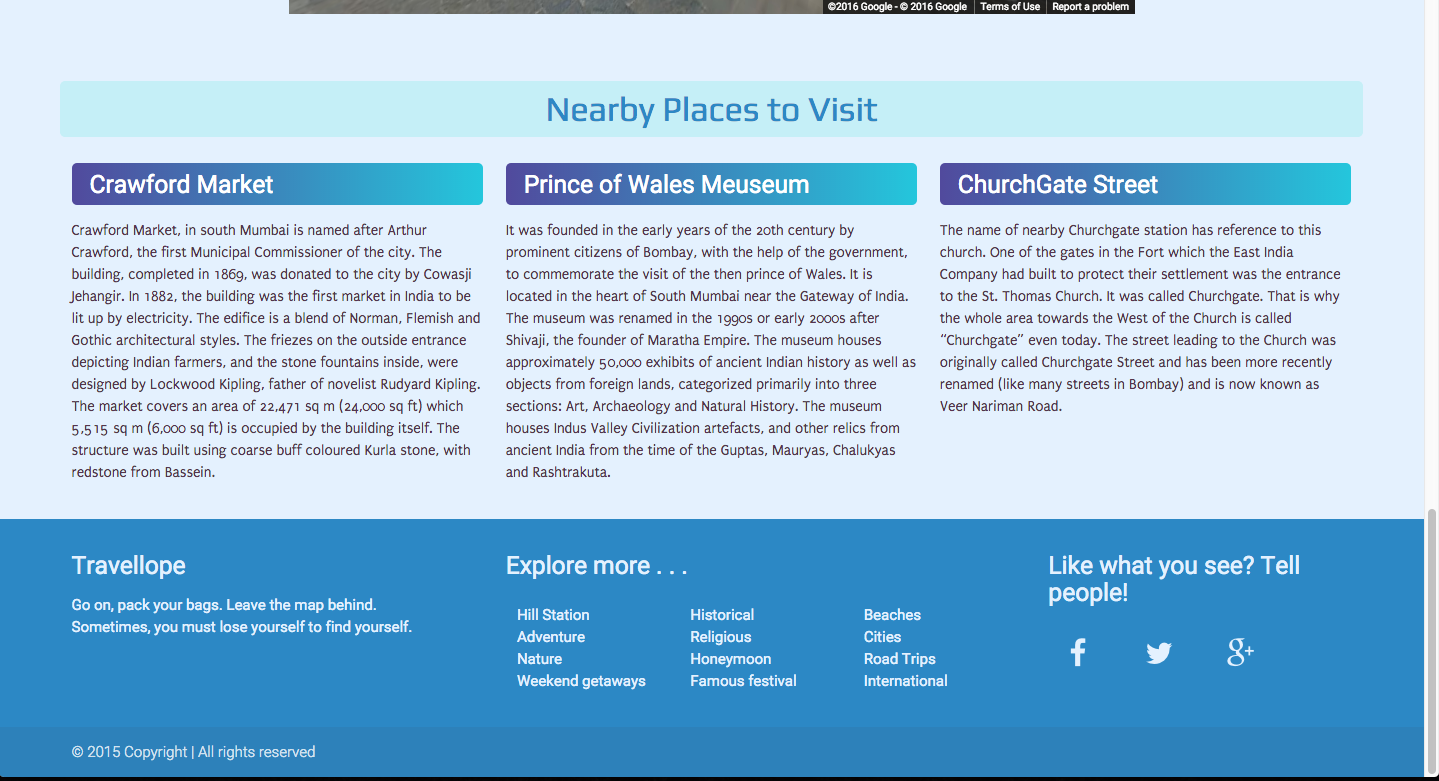 ©2016 Google - © 2016 Google Terms of Use Report a problem
Nearby Places to Visit
Crawford Market
Crawford Market, in south Mumbai is named after Arthur
Crawford, the first Municipal Commissioner of the city. The
building, completed in 1869, was donated to the city by Cowasji
Jehangir. In 1882, the building was the first market in India to be
lit up by electricity. The edifice is a blend of Norman, Flemish and
Gothic architectural styles. The friezes on the outside entrance
depicting Indian farmers, and the stone fountains inside, were
designed by Lockwood Kipling, father of novelist Rudyard Kipling.
The market covers an area of 22,471 sq m (24,000 sq ft) which
5,515 sq m (6,000 sq ft) is occupied by the building itself. The
structure was built using coarse buff coloured Kurla stone, with
redstone from Bassein.
Prince of Wales Meuseum
It was founded in the early years of the 20th century by
prominent citizens of Bombay, with the help of the government,
to commemorate the visit of the then prince of Wales. It is
located in the heart of South Mumbai near the Gateway of India.
The museum was renamed in the 1990s or early 2000s after
Shivaji, the founder of Maratha Empire. The museum houses
approximately 50,000 exhibits of ancient Indian history as well as
objects from foreign lands, categorized primarily into three
sections: Art, Archaeology and Natural History. The museum
houses Indus Valley Civilization artefacts, and other relics from
ancient India from the time of the Guptas, Mauryas, Chalukyas
and Rashtrakuta.
ChurchGate Street
The name of nearby Churchgate station has reference to this
church. One of the gates in the Fort which the East India
Company had built to protect their settlement was the entrance
to the St. Thomas Church. It was called Churchgate. That is why
the whole area towards the West of the Church is called
“Churchgate” even today. The street leading to the Church was
originally called Churchgate Street and has been more recently
renamed (like many streets in Bombay) and is now known as
Veer Nariman Road.
Travellope
Go on, pack your bags. Leave the map behind.
Sometimes, you must lose yourself to find yourself.
Explore more . . .
Hill Station
Adventure
Nature
Weekend getaways
Historical
Religious
Honeymoon
Famous festival
Beaches
Cities
Road Trips
International
Like what you see? Tell
people!
© 2015 Copyright | All rights reserved